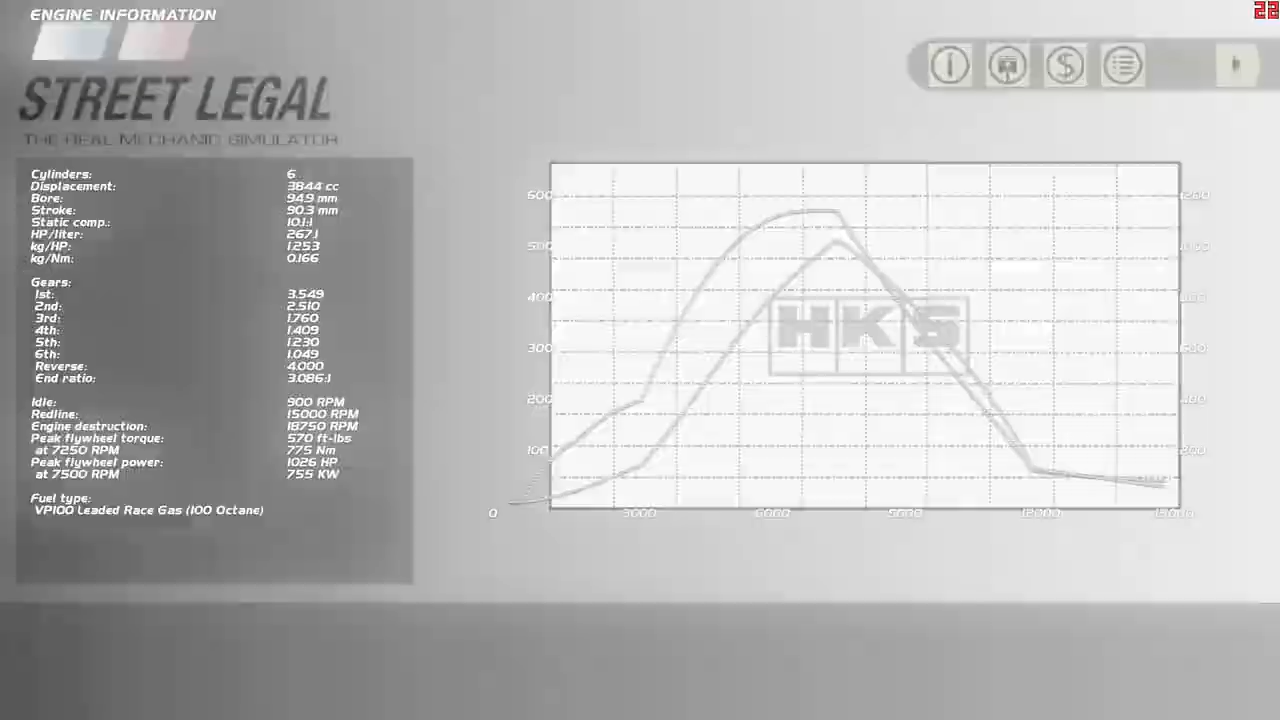 ENGINE INFORMATION
22
STREET LEGAL
THE REAL MECHANIC SIMULATOR
Cylinders: 6
Displacement: 3844 cc
Bore: 94.9 mm
Stroke: 90.3 mm
Static comp.: 10.1:1
HP/liter: 267.1
kg/HP: 1.253
kg/Nm: 0.166
Gears:
1st: 3.549
2nd: 2.510
3rd: 1.760
4th: 1.409
5th: 1.230
6th: 1.049
Reverse: 4.000
End ratio: 3.086:1
Idle: 900 RPM
Redline: 15000 RPM
Engine destruction: 18750 RPM
Peak flywheel torque: 570 ft-lbs
at 7250 RPM 775 Nm
Peak flywheel power: 1026 HP
at 7500 RPM 755 KW
Fuel type:
VP100 Leaded Race Gas (100 Octane)
600 1200
500
400
300
200
100 200
HKS
0 3000 6000 9000 12000 15000